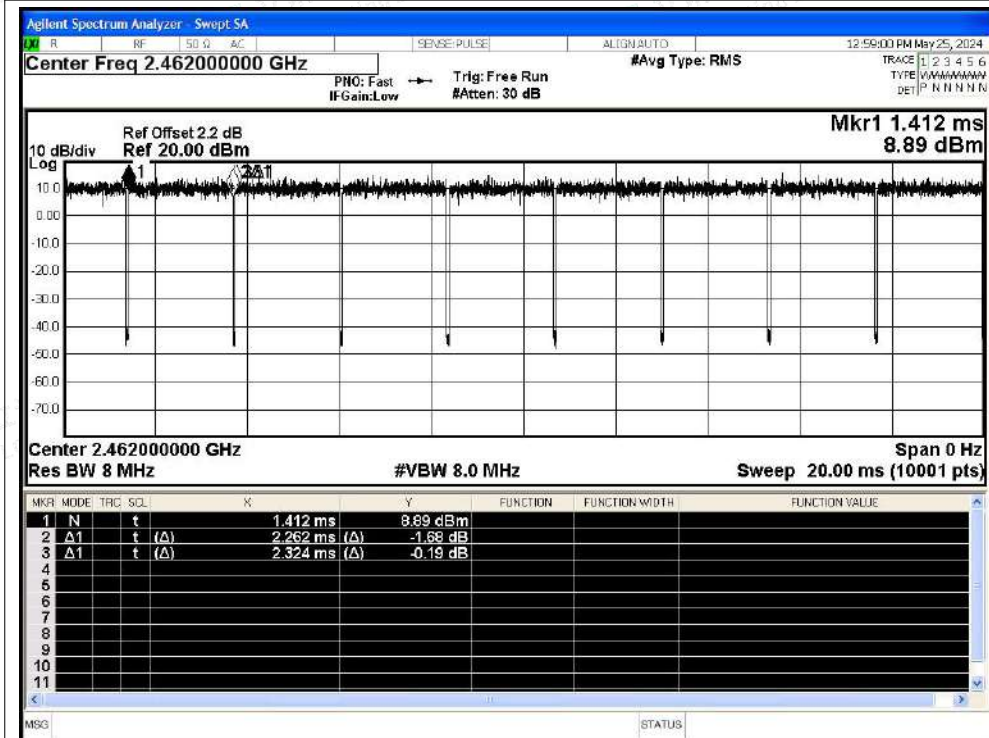 Agilent Spectrum Analyzer - Swept SA
LXI R RF 50 Ω AC SENSE:PULSE ALIGN AUTO 12:59:00 PM May 25, 2024
Center Freq 2.462000000 GHz #Avg Type: RMS TRACE 1 2 3 4 5 6
PNO: Fast Trig: Free Run TYPE
IFGain:Low #Atten: 30 dB DET P N N N N N
Mkr1 1.412 ms
8.89 dBm
Ref Offset 2.2 dB
10 dB/div Ref 20.00 dBm
Log
1 3Δ1
10.0
0.00
-10.0
-20.0
-30.0
-40.0
-50.0
-60.0
-70.0
Center 2.462000000 GHz Span 0 Hz
Res BW 8 MHz #VBW 8.0 MHz Sweep 20.00 ms (10001 pts)
MKR MODE TRC SCL X Y FUNCTION FUNCTION WIDTH FUNCTION VALUE
1 N t 1.412 ms 8.89 dBm
2 Δ1 t (Δ) 2.262 ms (Δ) -1.68 dB
3 Δ1 t (Δ) 2.324 ms (Δ) -0.19 dB
4
5
6
7
8
9
10
11
MSG STATUS